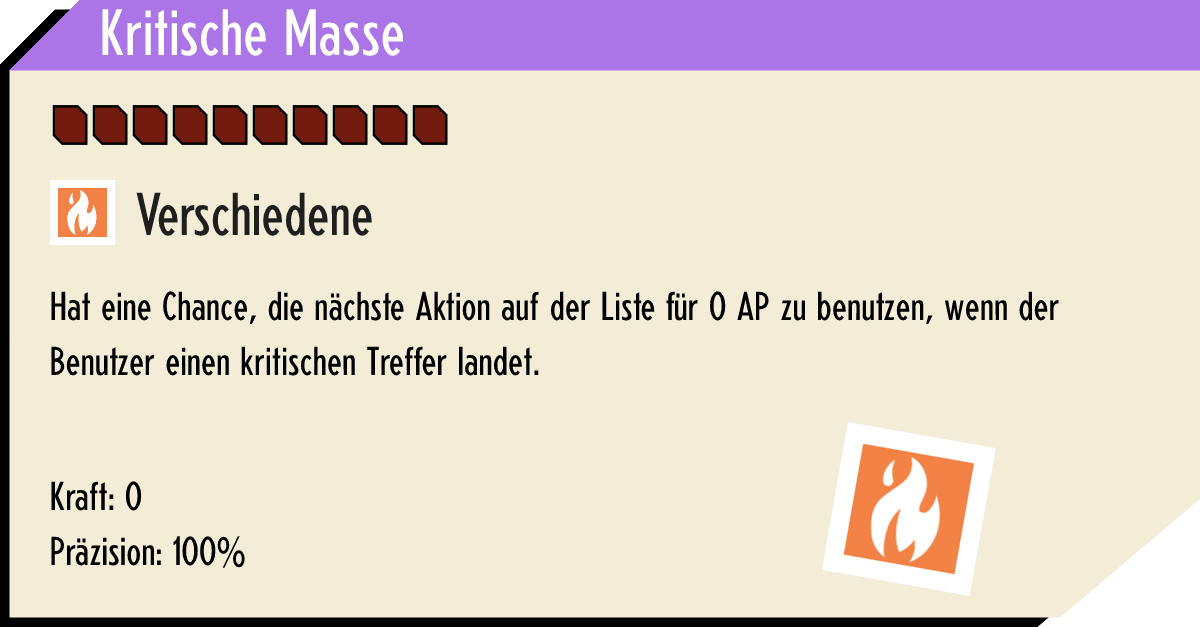 Kritische Masse
Verschiedene
Hat eine Chance, die nächste Aktion auf der Liste für 0 AP zu benutzen, wenn der
Benutzer einen kritischen Treffer landet.
Kraft: 0
Präzision: 100%